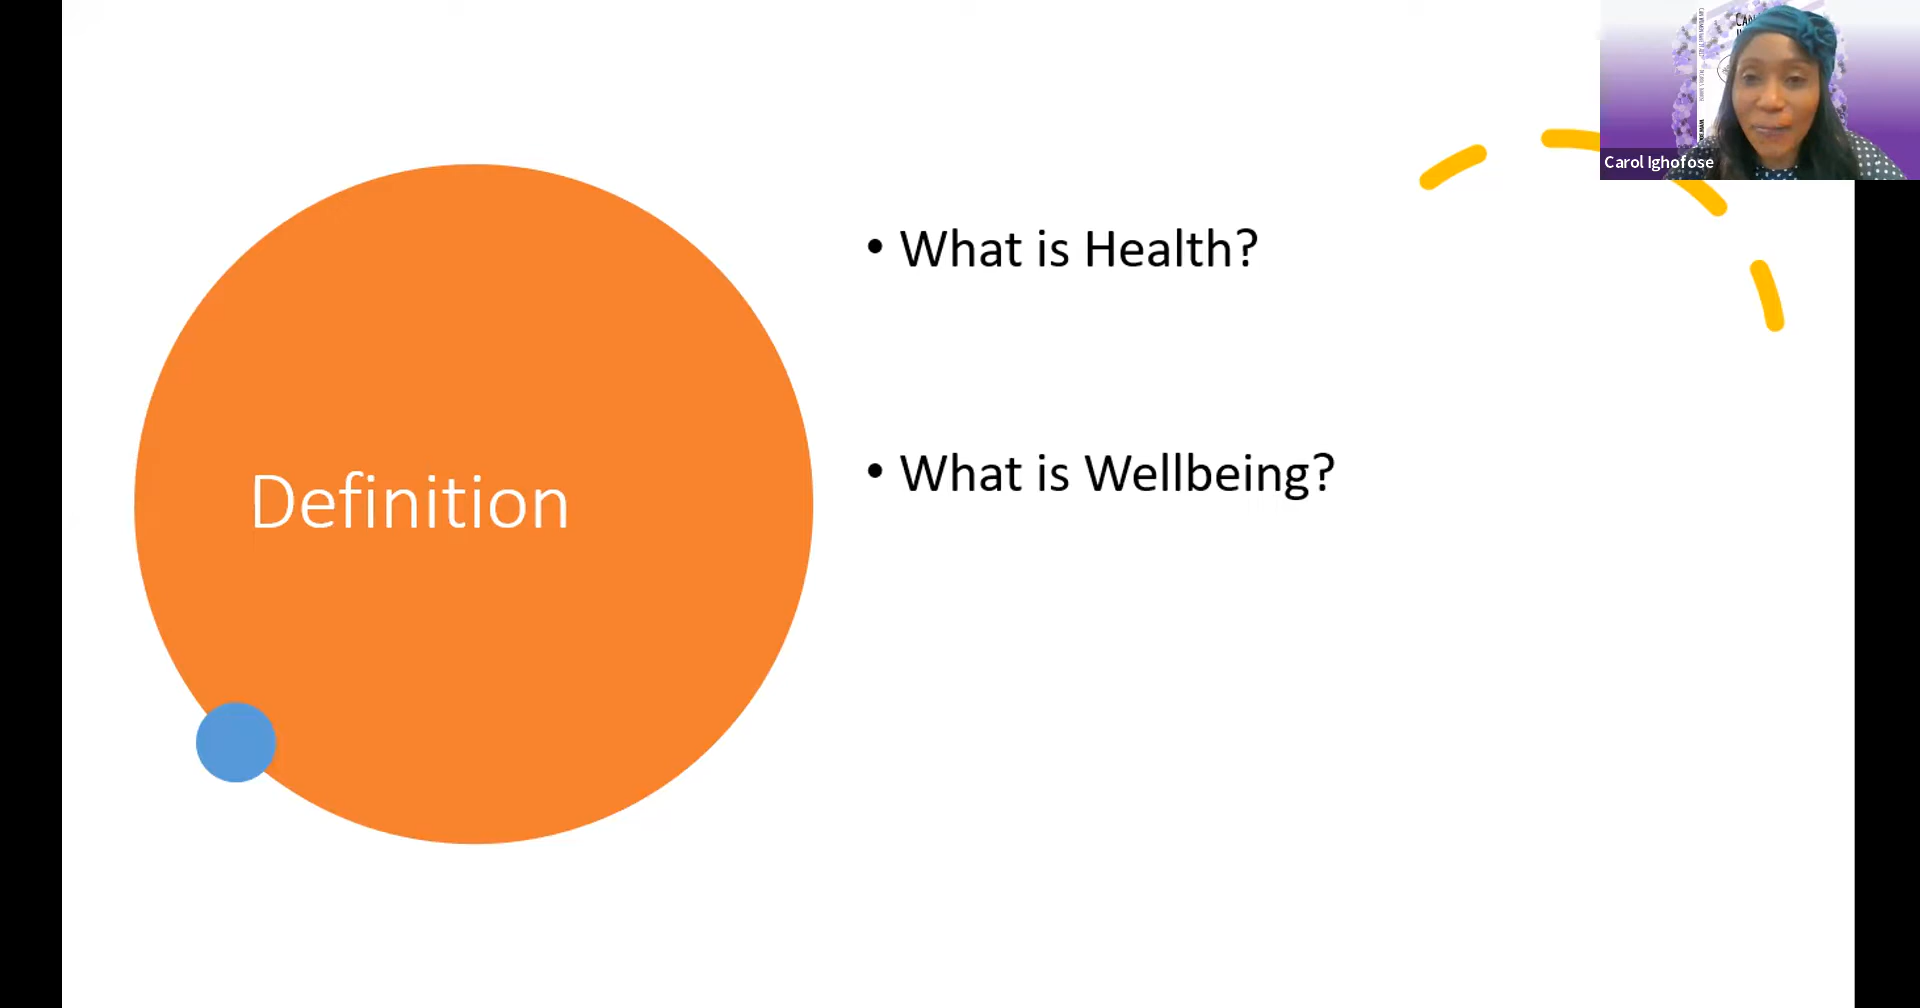 Carol Ighofose
• What is Health?
• What is Wellbeing?
Definition